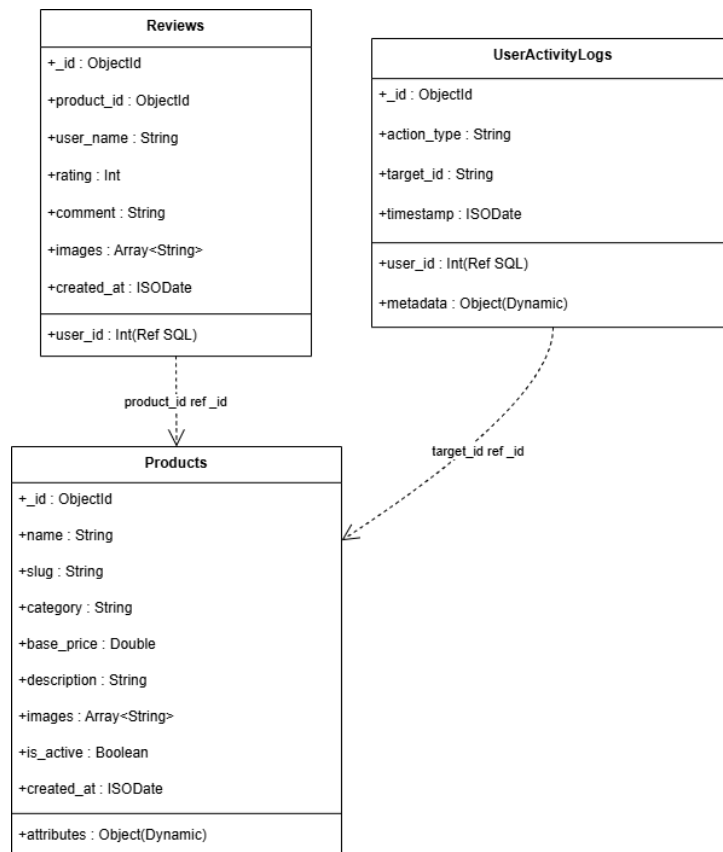 Reviews
+_id : ObjectId
+product_id : ObjectId
+user_name : String
+rating : Int
+comment : String
+images : Array<String>
+created_at : ISODate
+user_id : Int(Ref SQL)
UserActivityLogs
+_id : ObjectId
+action_type : String
+target_id : String
+timestamp : ISODate
+user_id : Int(Ref SQL)
+metadata : Object(Dynamic)
product_id ref _id
target_id ref _id
Products
+_id : ObjectId
+name : String
+slug : String
+category : String
+base_price : Double
+description : String
+images : Array<String>
+is_active : Boolean
+created_at : ISODate
+attributes : Object(Dynamic)